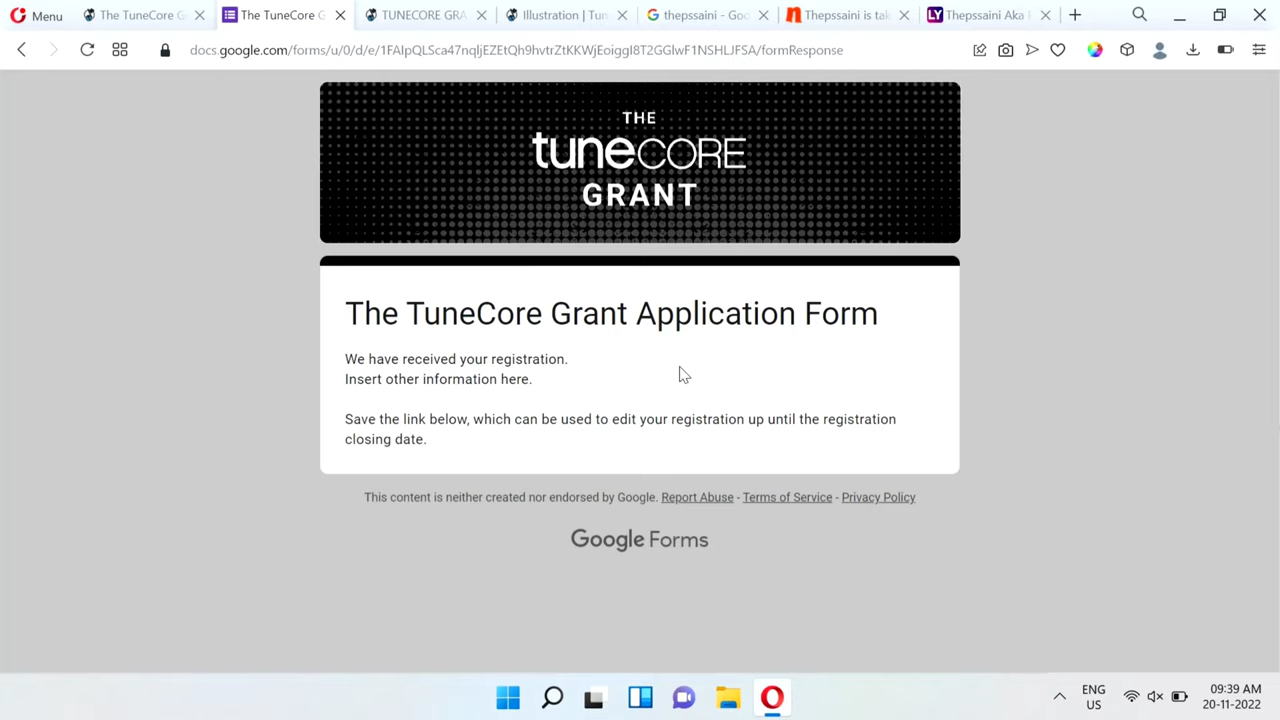 Menu
The TuneCore G
The TuneCore G
TUNECORE GRA
Illustration | Tun
thepssaini - Goo
Thepssaini is tak
LY
Thepssaini Aka
docs.google.com/forms/u/0/d/e/1FAIpQLSca47nqljEZEtQh9hvtrZtKKWjEoiggI8T2GGlwF1NSHLJFSA/formResponse
THE
tunecore
GRANT
The TuneCore Grant Application Form
We have received your registration.
Insert other information here.
Save the link below, which can be used to edit your registration up until the registration
closing date.
This content is neither created nor endorsed by Google. Report Abuse - Terms of Service - Privacy Policy
Google Forms
ENG
US
09:39 AM
20-11-2022